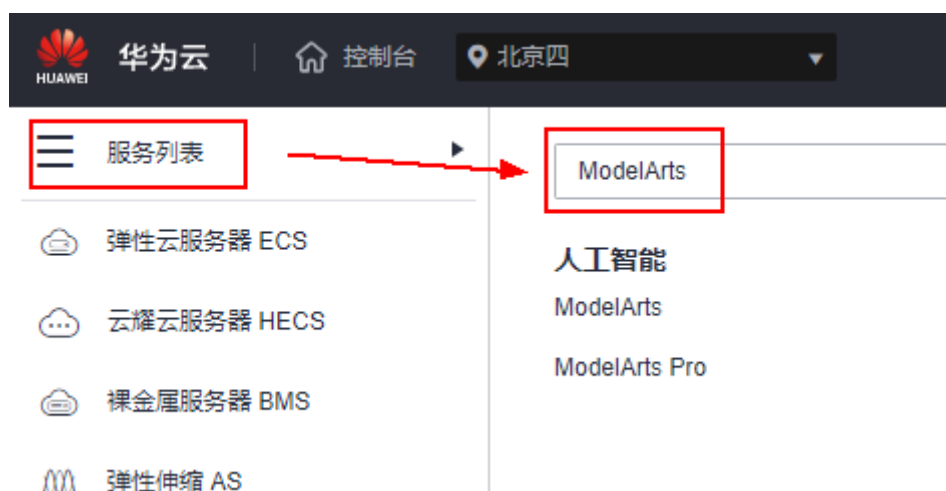 HUAWEI 华为云 控制台 北京四
服务列表
ModelArts
弹性云服务器 ECS
云耀云服务器 HECS
裸金属服务器 BMS
弹性伸缩 AS
人工智能
ModelArts
ModelArts Pro